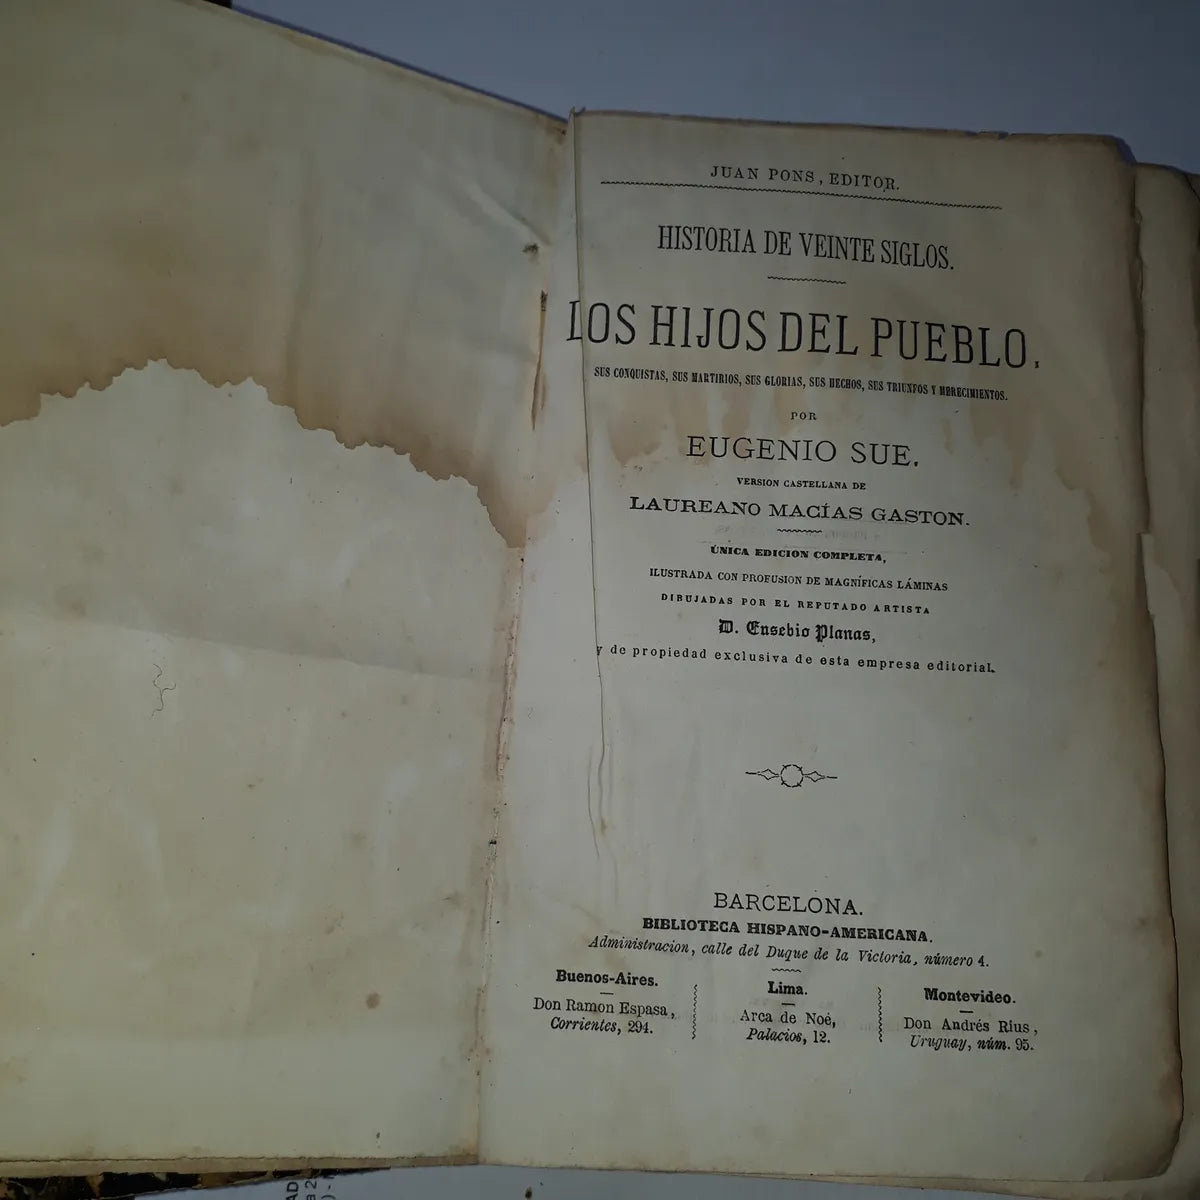 JUAN PONS, EDITOR.
HISTORIA DE VEINTE SIGLOS.
LOS HIJOS DEL PUEBLO,
SUS CONQUISTAS, SUS MARTIRIOS, SUS GLORIAS, SUS HECHOS, SUS TRIUNFOS Y MERECIMIENTOS.
POR
EUGENIO SUE.
VERSION CASTELLANA DE
LAUREANO MACÍAS GASTON.
ÚNICA EDICION COMPLETA,
ILUSTRADA CON PROFUSION DE MAGNÍFICAS LÁMINAS
DIBUJADAS POR EL REPUTADO ARTISTA
D. Eusebio Planas,
y de propiedad exclusiva de esta empresa editorial.
BARCELONA.
BIBLIOTECA HISPANO-AMERICANA.
Administracion, calle del Duque de la Victoria, número 4.
Buenos-Aires.
Don Ramon Espasa,
Corrientes, 294.
Lima.
Arca de Noé,
Palacios, 12.
Montevideo.
Don Andrés Rius,
Uruguay, núm. 95.